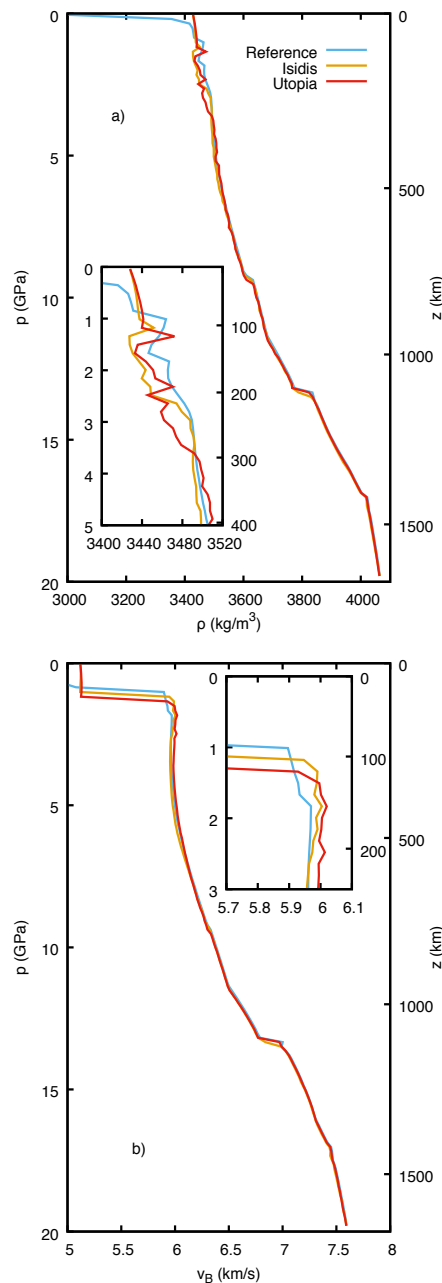 0 0
Reference
Isidis
Utopia
a)
5
500
p (GPa)
z (km)
0
1 100
2
200
3
4 300
5 400
3400 3440 3480 3520
10
1000
15
1500
20
3000 3200 3400 3600 3800 4000
ρ (kg/m³)
0 0
0 0
1
100
2
200
3
5.7 5.8 5.9 6 6.1
5
500
p (GPa)
z (km)
10
1000
15
b)
1500
20
5 5.5 6 6.5 7 7.5 8
v_B (km/s)